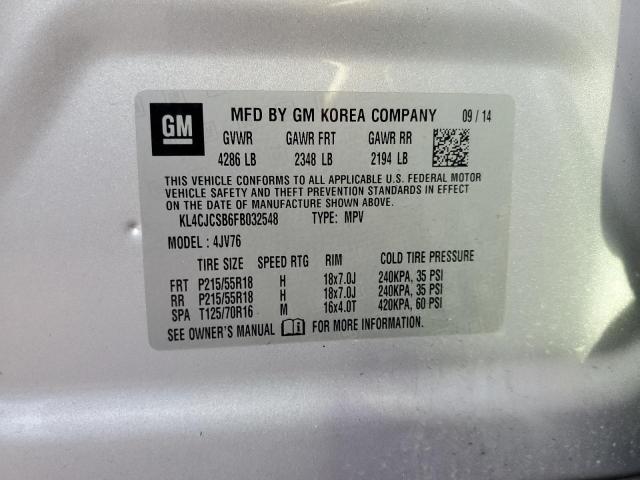 GM MFD BY GM KOREA COMPANY 09 / 14
GVWR GAWR FRT GAWR RR
4286 LB 2348 LB 2194 LB
THIS VEHICLE CONFORMS TO ALL APPLICABLE U.S. FEDERAL MOTOR
VEHICLE SAFETY AND THEFT PREVENTION STANDARDS IN EFFECT
ON THE DATE OF MANUFACTURE SHOWN ABOVE.
KL4CJCSB6FB032548 TYPE: MPV
MODEL : 4JV76
TIRE SIZE SPEED RTG RIM COLD TIRE PRESSURE
FRT P215/55R18 H 18x7.0J 240KPA, 35 PSI
RR P215/55R18 H 18x7.0J 240KPA, 35 PSI
SPA T125/70R16 M 16x4.0T 420KPA, 60 PSI
SEE OWNER'S MANUAL FOR MORE INFORMATION.